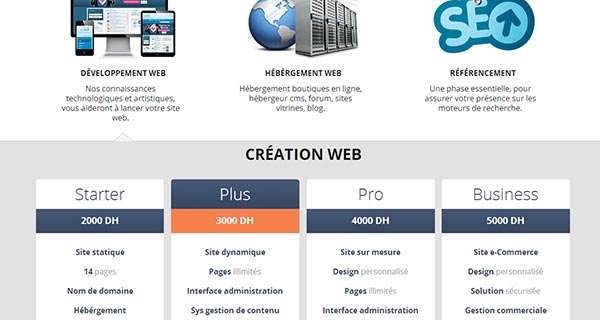 SEO
DÉVELOPPEMENT WEB
Nos connaissances
technologiques et artistiques,
vous aideront à lancer votre site
web.
HÉBÉRGEMENT WEB
Hébergement boutiques en ligne,
hébergeur cms, forum, sites
vitrines, blog.
RÉFÉRENCEMENT
Une phase essentielle, pour
assurer votre présence sur les
moteurs de recherche.
CRÉATION WEB
Starter
2000 DH
Site statique
14 pages
Nom de domaine
Hébérgement
Plus
3000 DH
Site dynamique
Pages illimités
Interface administration
Sys gestion de contenu
Pro
4000 DH
Site sur mesure
Design personnalisé
Pages illimités
Interface administration
Business
5000 DH
Site e-Commerce
Design personnalisé
Solution sécurisée
Gestion commerciale